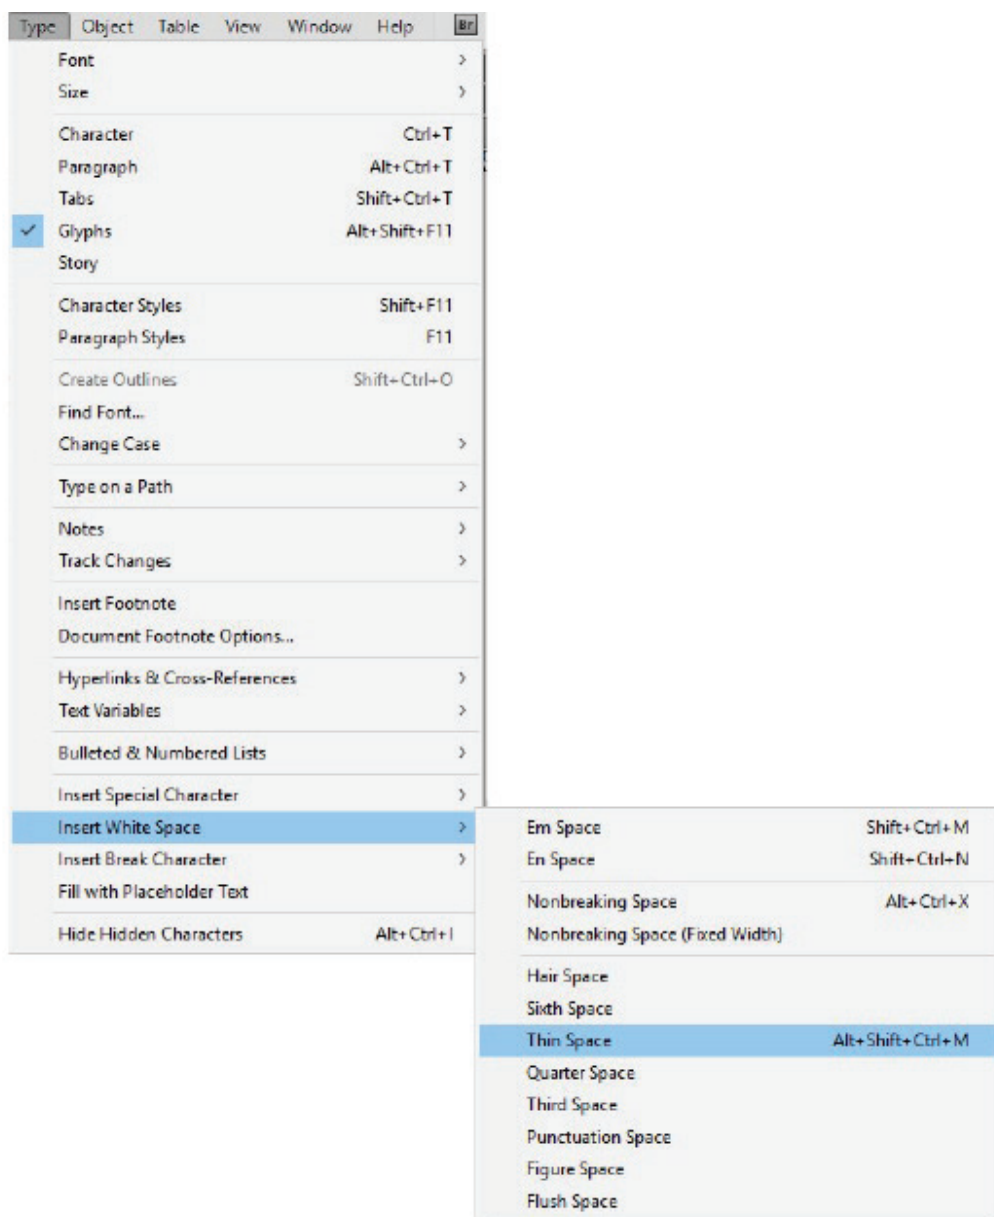 Type Object Table View Window Help Br
Font
Size
Character Ctrl+T
Paragraph Alt+Ctrl+T
Tabs Shift+Ctrl+T
Glyphs Alt+Shift+F11
Story
Character Styles Shift+F11
Paragraph Styles F11
Create Outlines Shift+Ctrl+O
Find Font...
Change Case
Type on a Path
Notes
Track Changes
Insert Footnote
Document Footnote Options...
Hyperlinks & Cross-References
Text Variables
Bulleted & Numbered Lists
Insert Special Character
Insert White Space
Insert Break Character
Fill with Placeholder Text
Hide Hidden Characters Alt+Ctrl+I
Em Space Shift+Ctrl+M
En Space Shift+Ctrl+N
Nonbreaking Space Alt+Ctrl+X
Nonbreaking Space (Fixed Width)
Hair Space
Sixth Space
Thin Space Alt+Shift+Ctrl+M
Quarter Space
Third Space
Punctuation Space
Figure Space
Flush Space